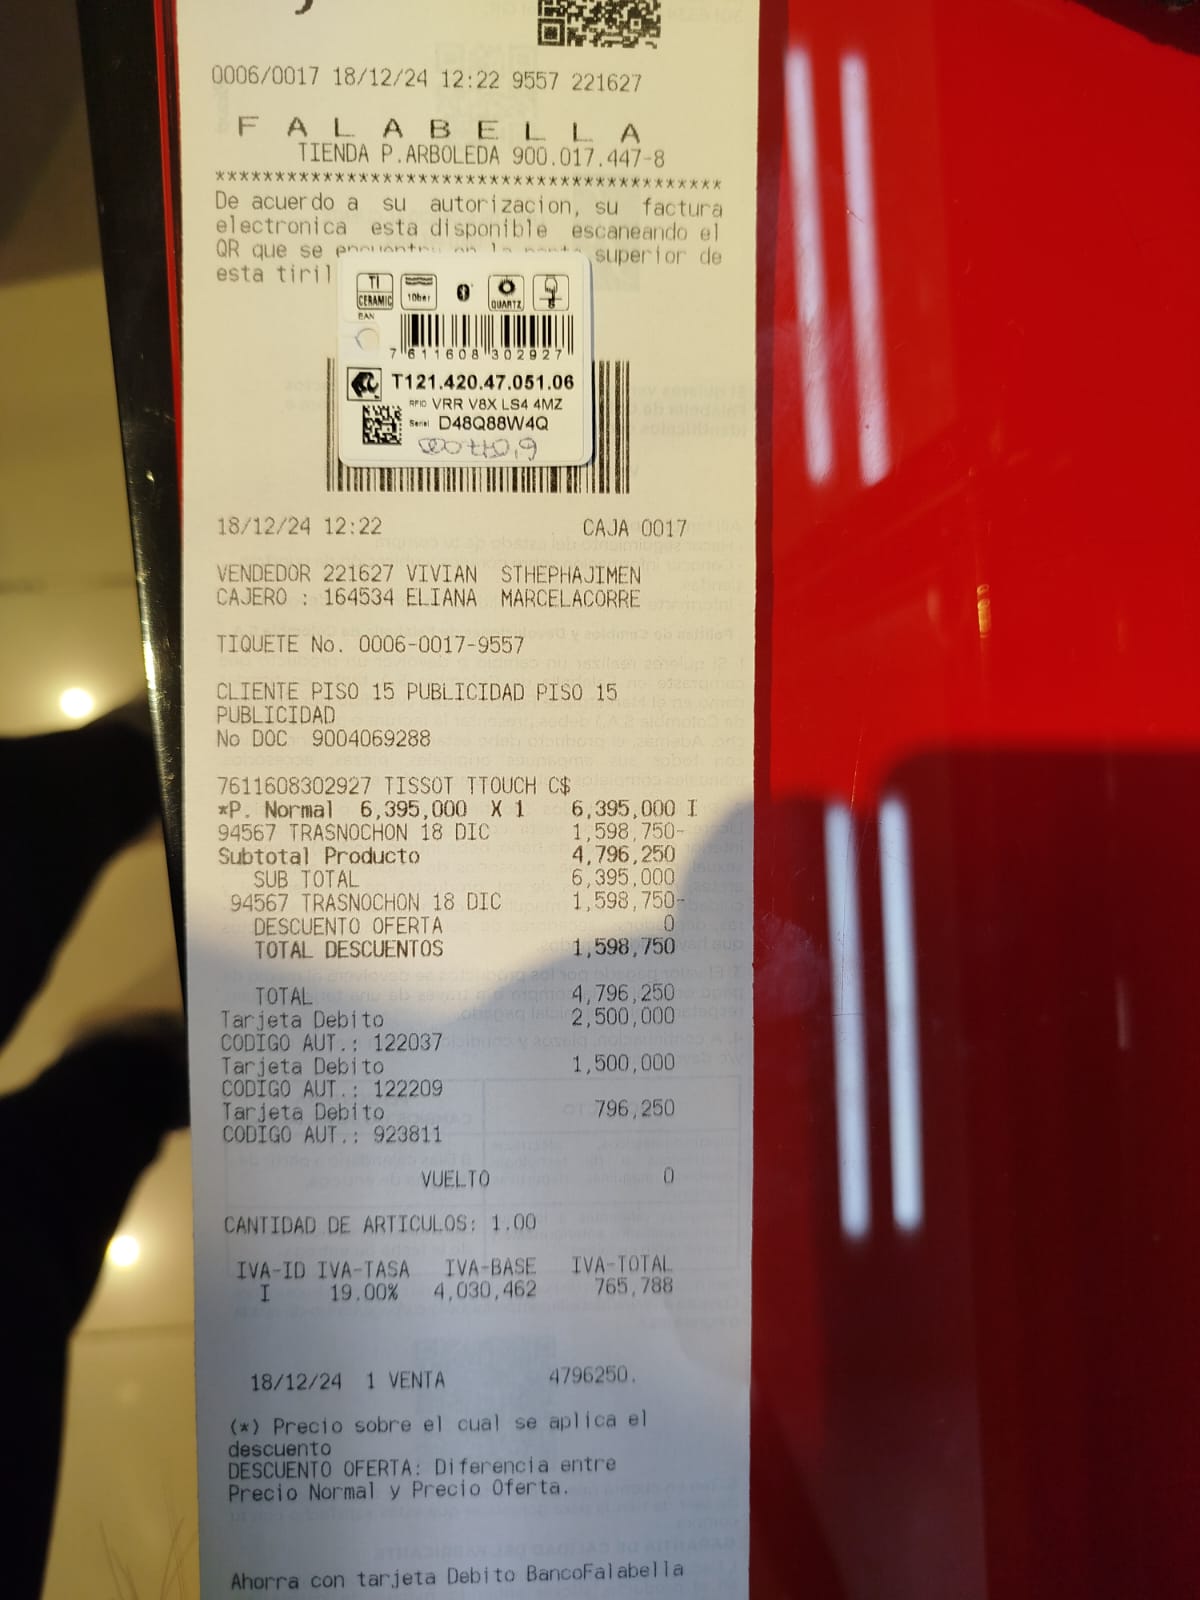 0006/0017 18/12/24 12:22 9557 221627
F A L A B E L L A
TIENDA P.ARBOLEDA 900.017.447-8
*******************************************
De acuerdo a su autorizacion, su factura
electronica esta disponible escaneando el
QR que se encuentra en la parte superior de
esta tiril
TI
CERAMIC
10bar
QUARTZ
EAN
7 611608 302927
T121.420.47.051.06
RFID VRR V8X LS4 4MZ
Serial D48Q88W4Q
18/12/24 12:22 CAJA 0017
VENDEDOR 221627 VIVIAN STHEPHAJIMEN
CAJERO : 164534 ELIANA MARCELACORRE
TIQUETE No. 0006-0017-9557
CLIENTE PISO 15 PUBLICIDAD PISO 15
PUBLICIDAD
No DOC 9004069288
7611608302927 TISSOT TTOUCH C$
*P. Normal 6,395,000 X 1 6,395,000 I
94567 TRASNOCHON 18 DIC 1,598,750-
Subtotal Producto 4,796,250
SUB TOTAL 6,395,000
94567 TRASNOCHON 18 DIC 1,598,750-
DESCUENTO OFERTA 0
TOTAL DESCUENTOS 1,598,750
TOTAL 4,796,250
Tarjeta Debito 2,500,000
CODIGO AUT.: 122037
Tarjeta Debito 1,500,000
CODIGO AUT.: 122209
Tarjeta Debito 796,250
CODIGO AUT.: 923811
VUELTO 0
CANTIDAD DE ARTICULOS: 1.00
IVA-ID IVA-TASA IVA-BASE IVA-TOTAL
I 19.00% 4,030,462 765,788
18/12/24 1 VENTA 4796250.
(*) Precio sobre el cual se aplica el
descuento
DESCUENTO OFERTA: Diferencia entre
Precio Normal y Precio Oferta.
Ahorra con tarjeta Debito BancoFalabella